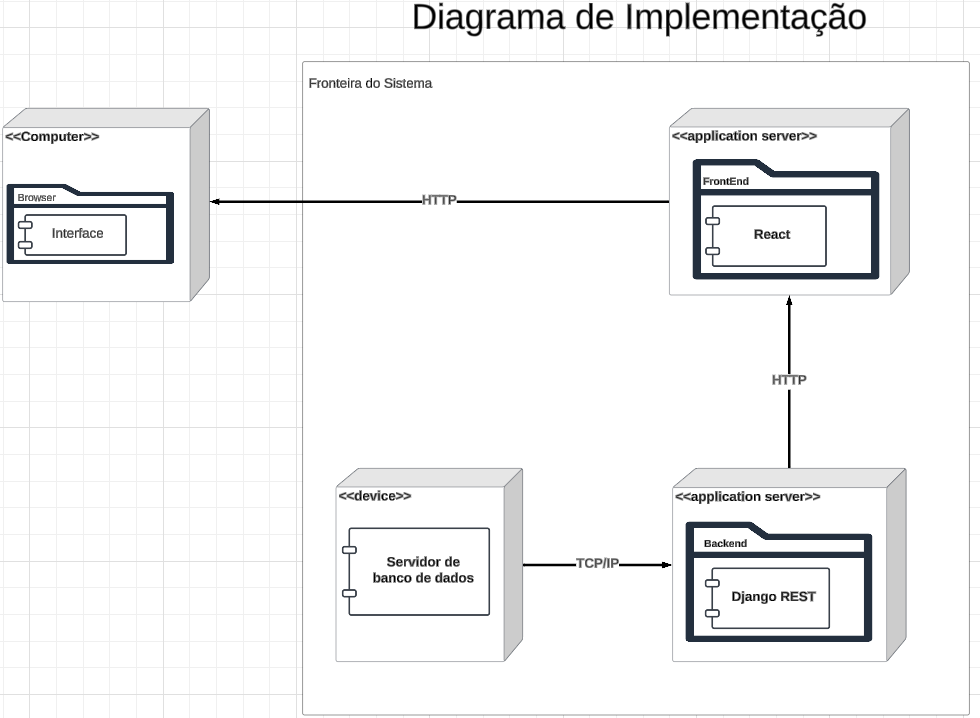 Diagrama de Implementação
Fronteira do Sistema
<<Computer>>
Browser
Interface
HTTP
<<application server>>
FrontEnd
React
HTTP
<<device>>
Servidor de
banco de dados
TCP/IP
<<application server>>
Backend
Django REST